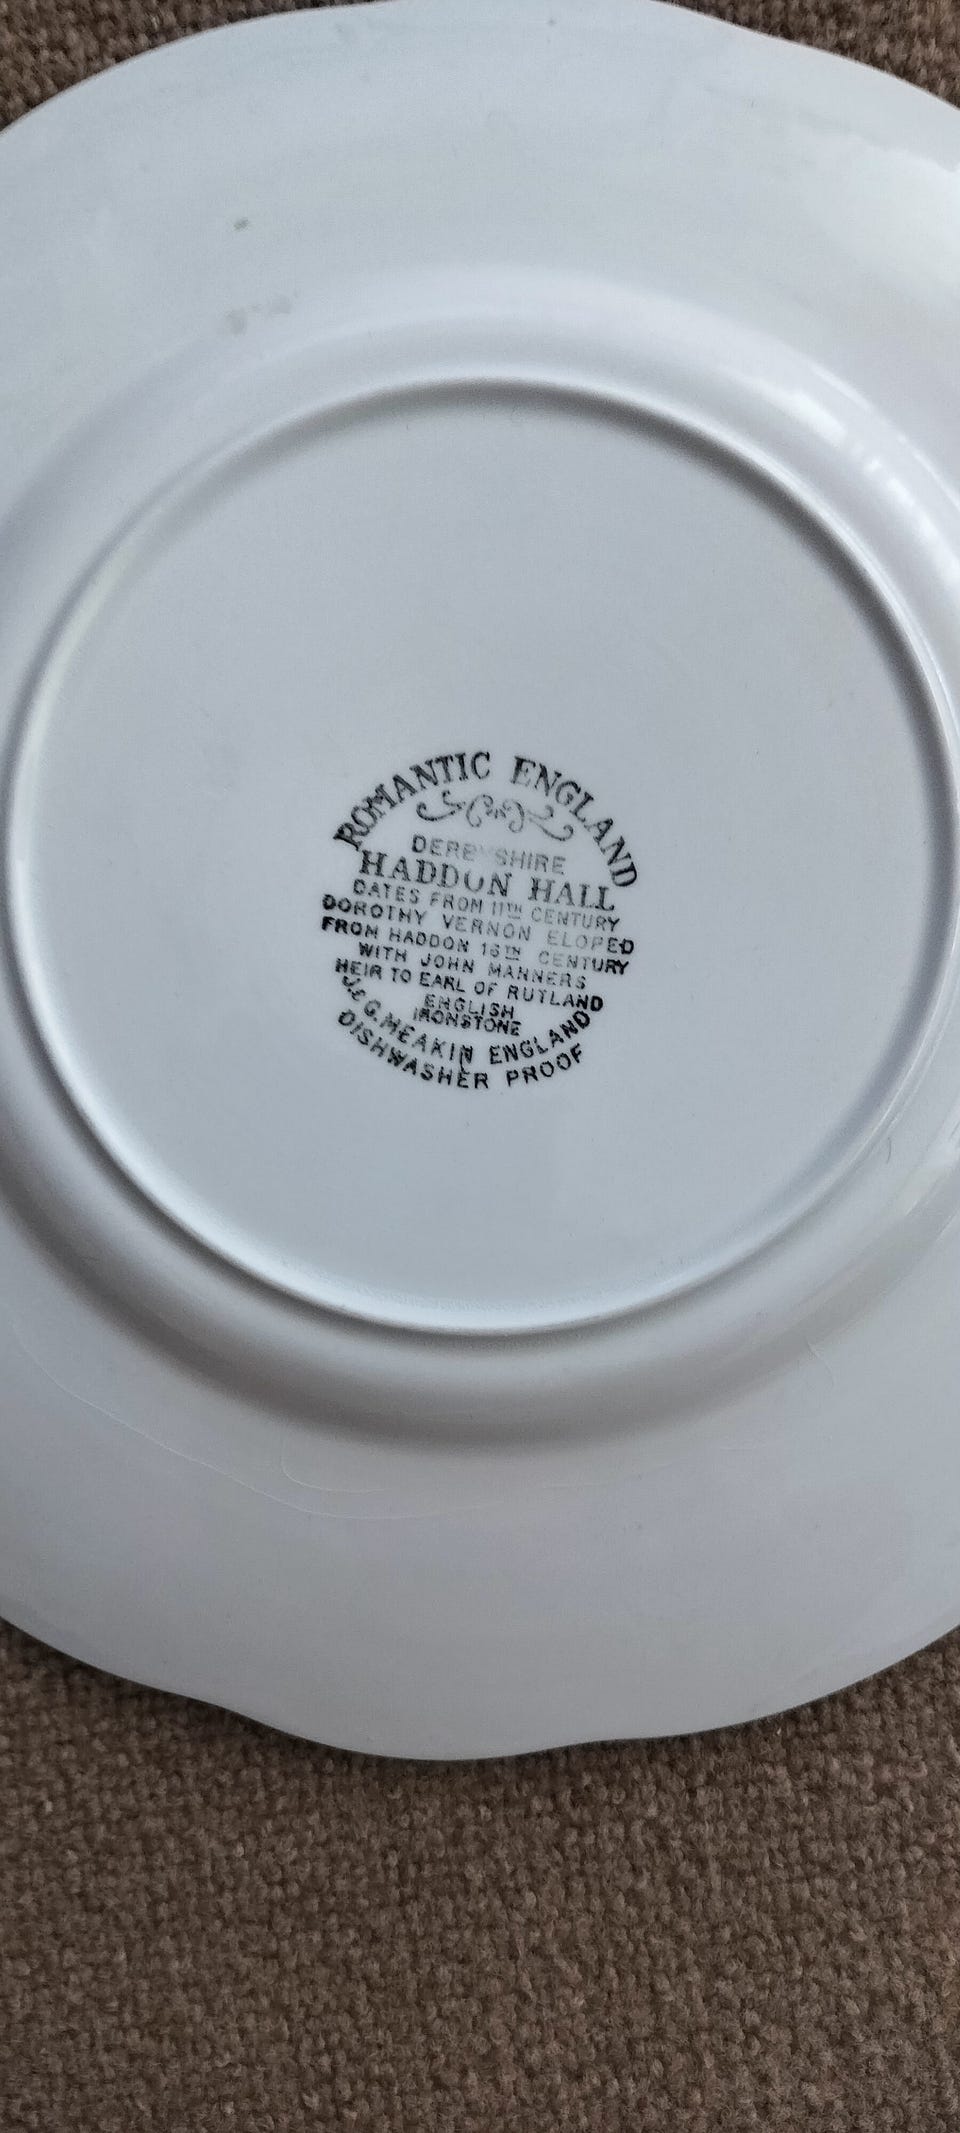 ROMANTIC ENGLAND
DERBYSHIRE
HADDON HALL
DATES FROM 11TH CENTURY
DOROTHY VERNON ELOPED
FROM HADDON 16TH CENTURY
WITH JOHN MANNERS
HEIR TO EARL OF RUTLAND
ENGLISH
IRONSTONE
J. & G. MEAKIN ENGLAND
DISHWASHER PROOF